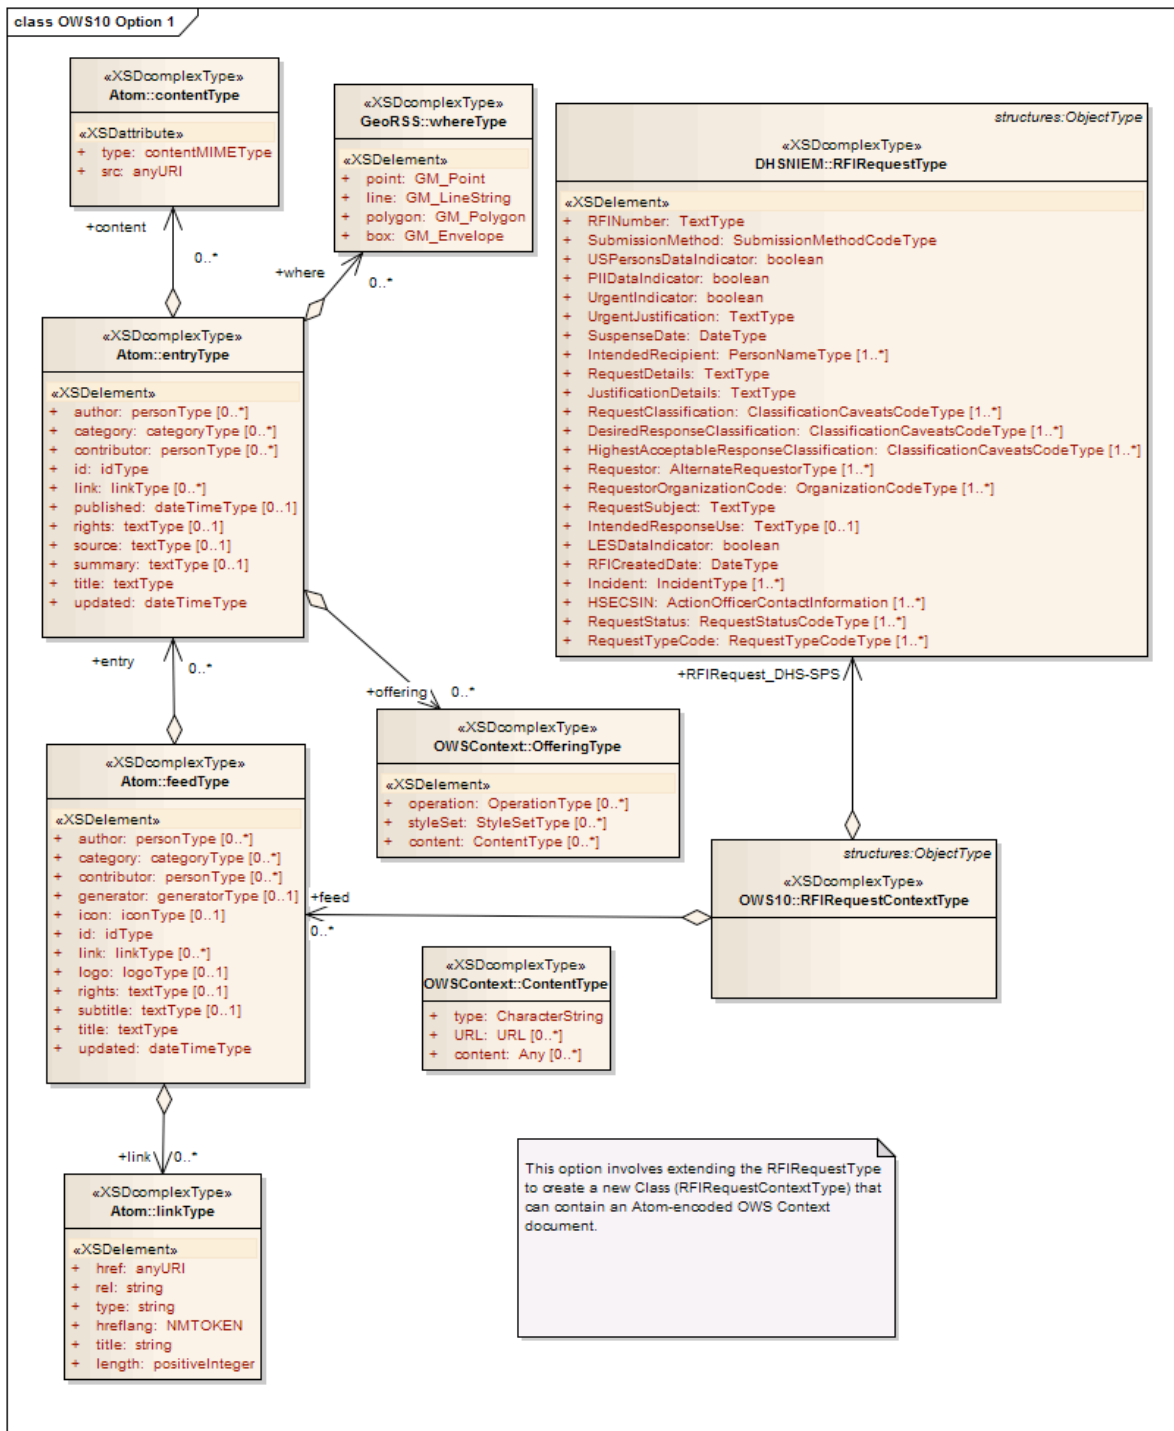 class OWS10 Option 1
«XSDcomplexType»
Atom::contentType
«XSDattribute»
+ type: contentMIMEType
+ src: anyURI
+content
0..*
«XSDcomplexType»
GeoRSS::whereType
«XSDelement»
+ point: GM_Point
+ line: GM_LineString
+ polygon: GM_Polygon
+ box: GM_Envelope
+where
0..*
structures:ObjectType
«XSDcomplexType»
DHSNIEM::RFIRequestType
«XSDelement»
+ RFINumber: TextType
+ SubmissionMethod: SubmissionMethodCodeType
+ USPersonsDataIndicator: boolean
+ PIIDataIndicator: boolean
+ UrgentIndicator: boolean
+ UrgentJustification: TextType
+ SuspenseDate: DateType
+ IntendedRecipient: PersonNameType [1..*]
+ RequestDetails: TextType
+ JustificationDetails: TextType
+ RequestClassification: ClassificationCaveatsCodeType [1..*]
+ DesiredResponseClassification: ClassificationCaveatsCodeType [1..*]
+ HighestAcceptableResponseClassification: ClassificationCaveatsCodeType [1..*]
+ Requestor: AlternateRequestorType [1..*]
+ RequestorOrganizationCode: OrganizationCodeType [1..*]
+ RequestSubject: TextType
+ IntendedResponseUse: TextType [0..1]
+ LESDataIndicator: boolean
+ RFICreatedDate: DateType
+ Incident: IncidentType [1..*]
+ HSECSIN: ActionOfficerContactInformation [1..*]
+ RequestStatus: RequestStatusCodeType [1..*]
+ RequestTypeCode: RequestTypeCodeType [1..*]
+RFIRequest_DHS-SPS
«XSDcomplexType»
Atom::entryType
«XSDelement»
+ author: personType [0..*]
+ category: categoryType [0..*]
+ contributor: personType [0..*]
+ id: idType
+ link: linkType [0..*]
+ published: dateTimeType [0..1]
+ rights: textType [0..1]
+ source: textType [0..1]
+ summary: textType [0..1]
+ title: textType
+ updated: dateTimeType
+entry
0..*
+offering
0..*
«XSDcomplexType»
OWSContext::OfferingType
«XSDelement»
+ operation: OperationType [0..*]
+ styleSet: StyleSetType [0..*]
+ content: ContentType [0..*]
«XSDcomplexType»
Atom::feedType
«XSDelement»
+ author: personType [0..*]
+ category: categoryType [0..*]
+ contributor: personType [0..*]
+ generator: generatorType [0..1]
+ icon: iconType [0..1]
+ id: idType
+ link: linkType [0..*]
+ logo: logoType [0..1]
+ rights: textType [0..1]
+ subtitle: textType [0..1]
+ title: textType
+ updated: dateTimeType
+feed
0..*
structures:ObjectType
«XSDcomplexType»
OWS10::RFIRequestContextType
«XSDcomplexType»
OWSContext::ContentType
+ type: CharacterString
+ URL: URL [0..*]
+ content: Any [0..*]
+link
0..*
«XSDcomplexType»
Atom::linkType
«XSDelement»
+ href: anyURI
+ rel: string
+ type: string
+ hreflang: NMTOKEN
+ title: string
+ length: positiveInteger
This option involves extending the RFIRequestType
to create a new Class (RFIRequestContextType) that
can contain an Atom-encoded OWS Context
document.